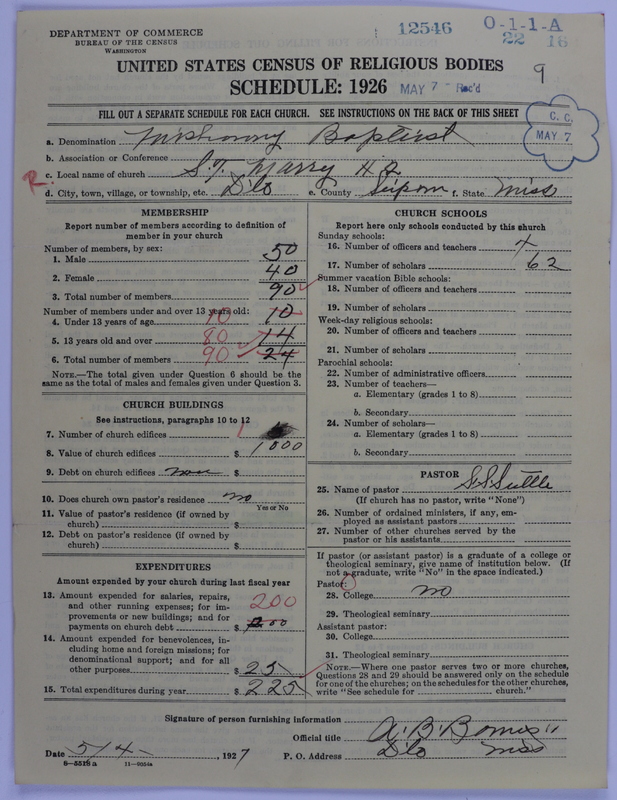 DEPARTMENT OF COMMERCE
BUREAU OF THE CENSUS
WASHINGTON
12546
O-1-1-A
22 18
UNITED STATES CENSUS OF RELIGIOUS BODIES
SCHEDULE: 1926
MAY 7 - Rec'd
9
FILL OUT A SEPARATE SCHEDULE FOR EACH CHURCH. SEE INSTRUCTIONS ON THE BACK OF THIS SHEET
C. C.
MAY 7
a. Denomination Missionary Baptist
b. Association or Conference
R. c. Local name of church S.T. Marry H 2
d. City, town, village, or township, etc. Dlo e. County Simpson f. State Miss
MEMBERSHIP
Report number of members according to definition of
member in your church
Number of members, by sex:
1. Male 50
2. Female 40
3. Total number of members 90
Number of members under and over 13 years old:
4. Under 13 years of age 10 10
5. 13 years old and over 80 14
6. Total number of members 90 24
NOTE.—The total given under Question 6 should be the
same as the total of males and females given under Question 3.
CHURCH BUILDINGS
See instructions, paragraphs 10 to 12
7. Number of church edifices 1
8. Value of church edifices $ 1000
9. Debt on church edifices none $
10. Does church own pastor's residence no
Yes or No
11. Value of pastor's residence (if owned by
church) $
12. Debt on pastor's residence (if owned by
church) $
EXPENDITURES
Amount expended by your church during last fiscal year
13. Amount expended for salaries, repairs,
and other running expenses; for im-
provements or new buildings; and for
payments on church debt $ 200
14. Amount expended for benevolences, in-
cluding home and foreign missions; for
denominational support; and for all
other purposes $ 25
15. Total expenditures during year $ 225
CHURCH SCHOOLS
Report here only schools conducted by this church
Sunday schools:
16. Number of officers and teachers
17. Number of scholars 62
Summer vacation Bible schools:
18. Number of officers and teachers
19. Number of scholars
Week-day religious schools:
20. Number of officers and teachers
21. Number of scholars
Parochial schools:
22. Number of administrative officers
23. Number of teachers—
a. Elementary (grades 1 to 8)
b. Secondary
24. Number of scholars—
a. Elementary (grades 1 to 8)
b. Secondary
PASTOR
25. Name of pastor S. S. Suttle
(If church has no pastor, write "None")
26. Number of ordained ministers, if any, em-
ployed as assistant pastors
27. Number of other churches served by the
pastor or his assistants
If pastor (or assistant pastor) is a graduate of a college or
theological seminary, give name of institution below. (If
not a graduate, write "No" in the space indicated.)
Pastor:
28. College no
29. Theological seminary
Assistant pastor:
30. College
31. Theological seminary
NOTE.—Where one pastor serves two or more churches,
Questions 28 and 29 should be answered only on the schedule
for one of the churches; on the schedules for the other churches,
write "See schedule for church."
Signature of person furnishing information A. B.
Official title
Date 5/4- , 1927 P. O. Address Dlo Miss
8-5518a 11-9554a